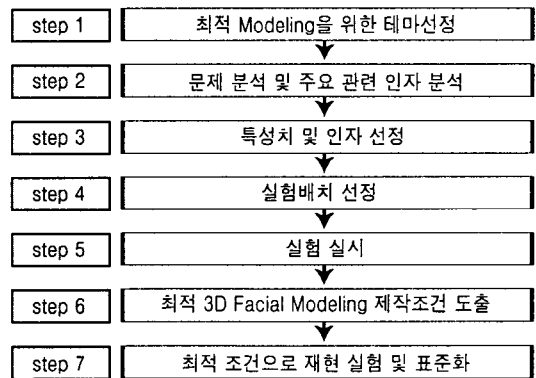 step 1 최적 Modeling을 위한 테마선정
step 2 문제 분석 및 주요 관련 인자 분석
step 3 특성치 및 인자 선정
step 4 실험배치 선정
step 5 실험 실시
step 6 최적 3D Facial Modeling 제작조건 도출
step 7 최적 조건으로 재현 실험 및 표준화